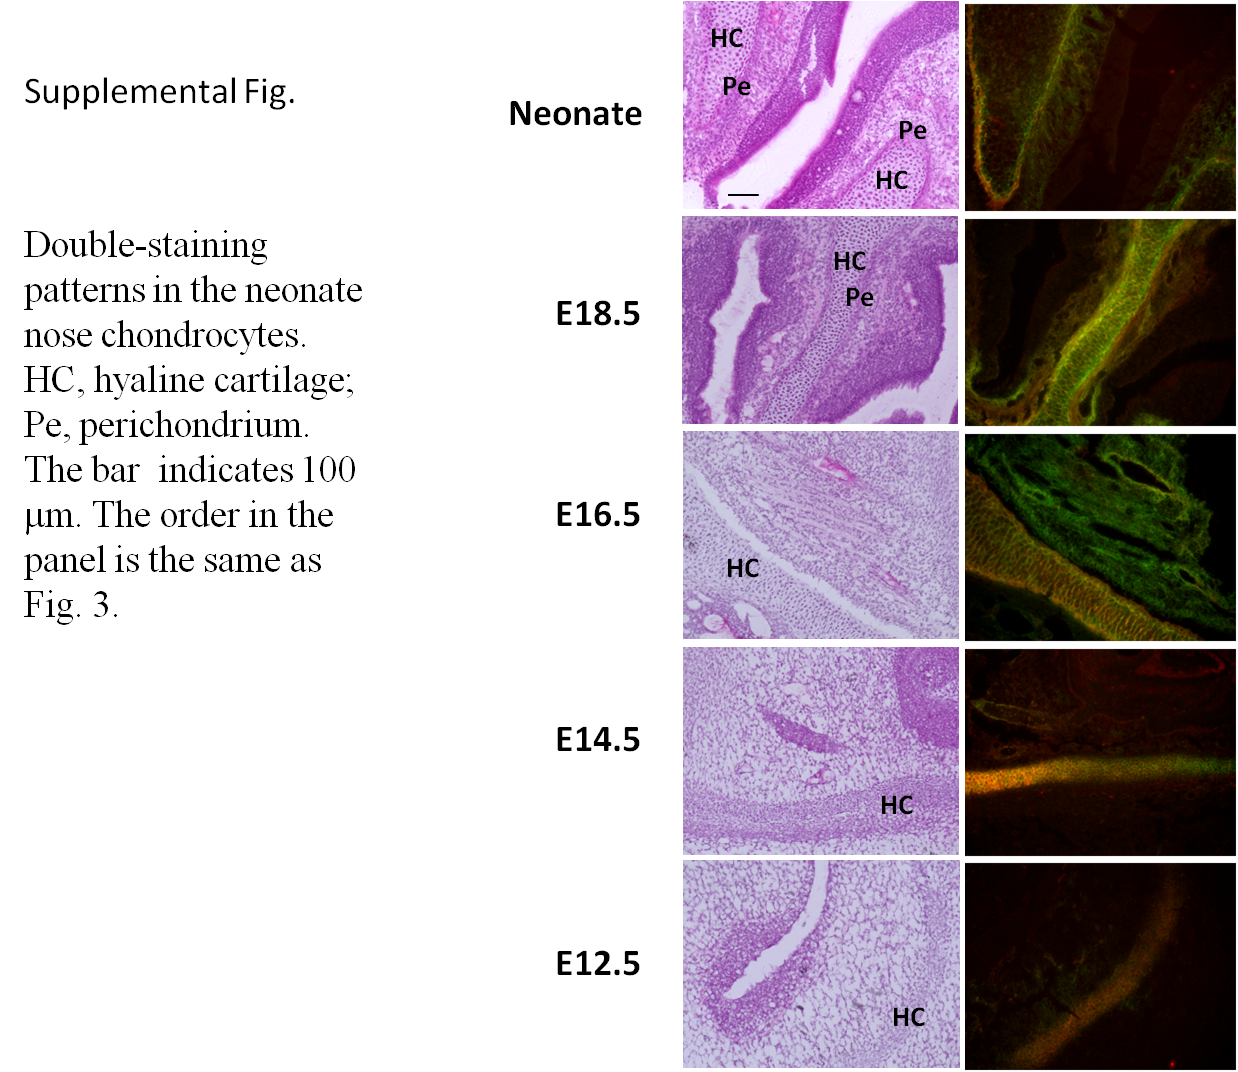 Supplemental Fig.
Double-staining
patterns in the neonate
nose chondrocytes.
HC, hyaline cartilage;
Pe, perichondrium.
The bar  indicates 100
μm. The order in the
panel is the same as
Fig. 3.
Neonate
HC
Pe
Pe
HC
E18.5
HC
Pe
E16.5
HC
E14.5
HC
E12.5
HC